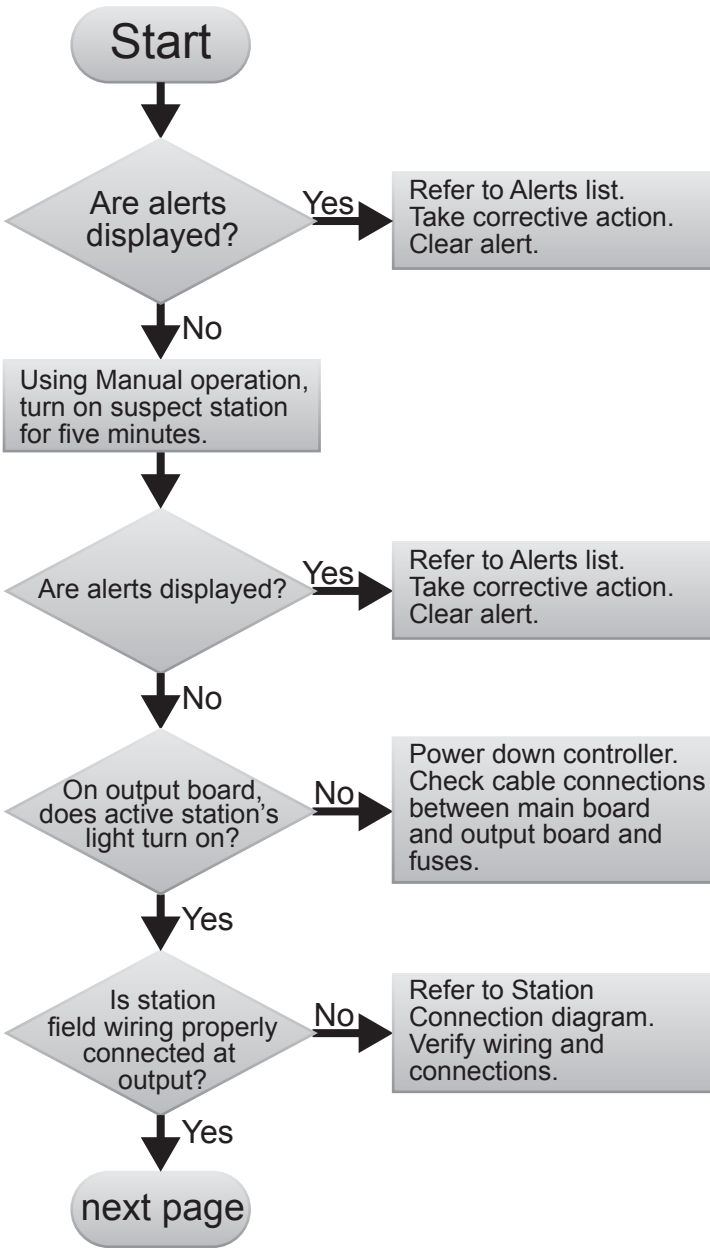 Start
Are alerts
displayed?
Yes
Refer to Alerts list.
Take corrective action.
Clear alert.
No
Using Manual operation,
turn on suspect station
for five minutes.
Are alerts displayed?
Yes
Refer to Alerts list.
Take corrective action.
Clear alert.
No
On output board,
does active station's
light turn on?
No
Power down controller.
Check cable connections
between main board
and output board and
fuses.
Yes
Is station
field wiring properly
connected at
output?
No
Refer to Station
Connection diagram.
Verify wiring and
connections.
Yes
next page